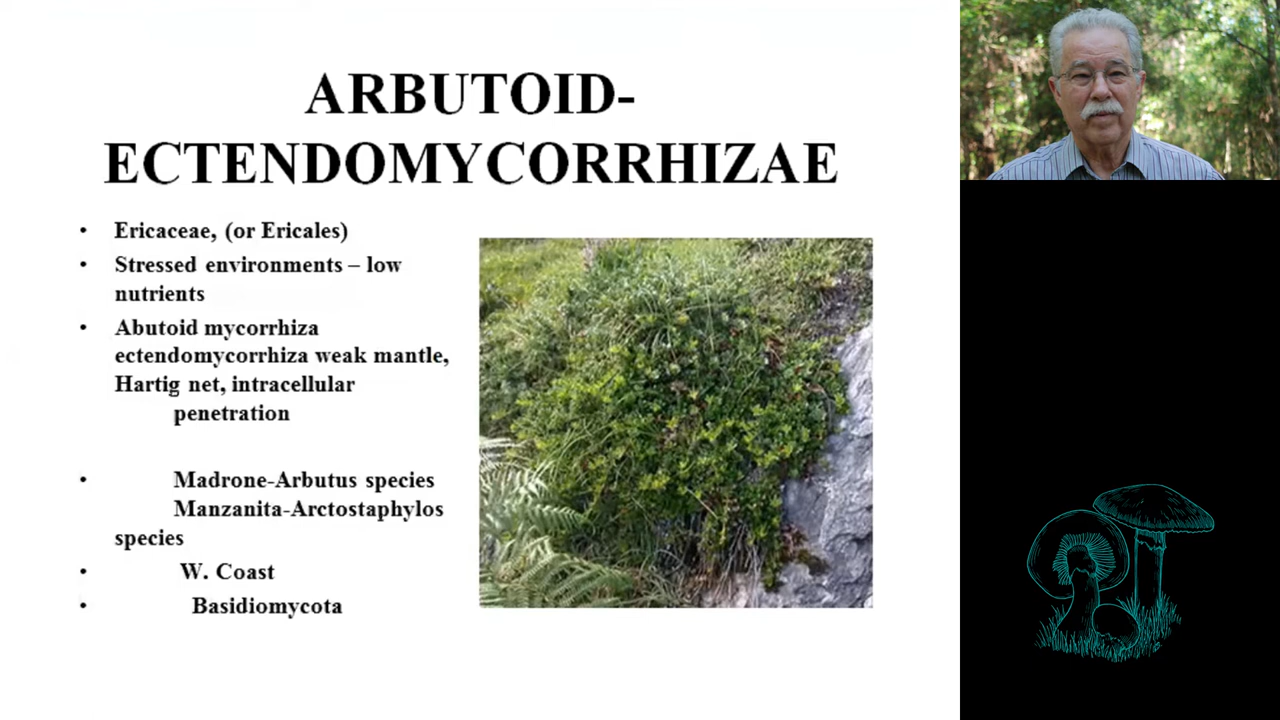 ARBUTOID-
ECTENDOMYCORRHIZAE
• Ericaceae, (or Ericales)
• Stressed environments – low
nutrients
• Abutoid mycorrhiza
ectendomycorrhiza weak mantle,
Hartig net, intracellular
penetration
• Madrone-Arbutus species
Manzanita-Arctostaphylos
species
• W. Coast
• Basidiomycota